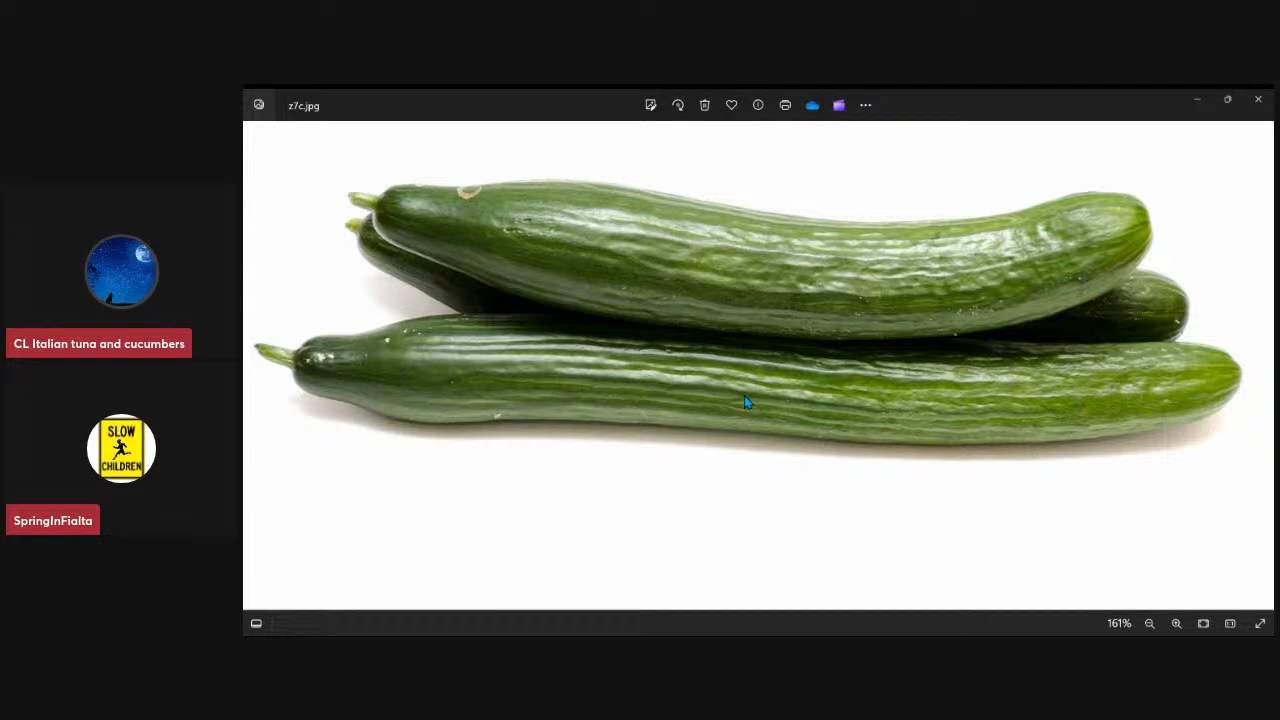 z7c.jpg
CL Italian tuna and cucumbers
SLOW
CHILDREN
SpringInFialta
161%